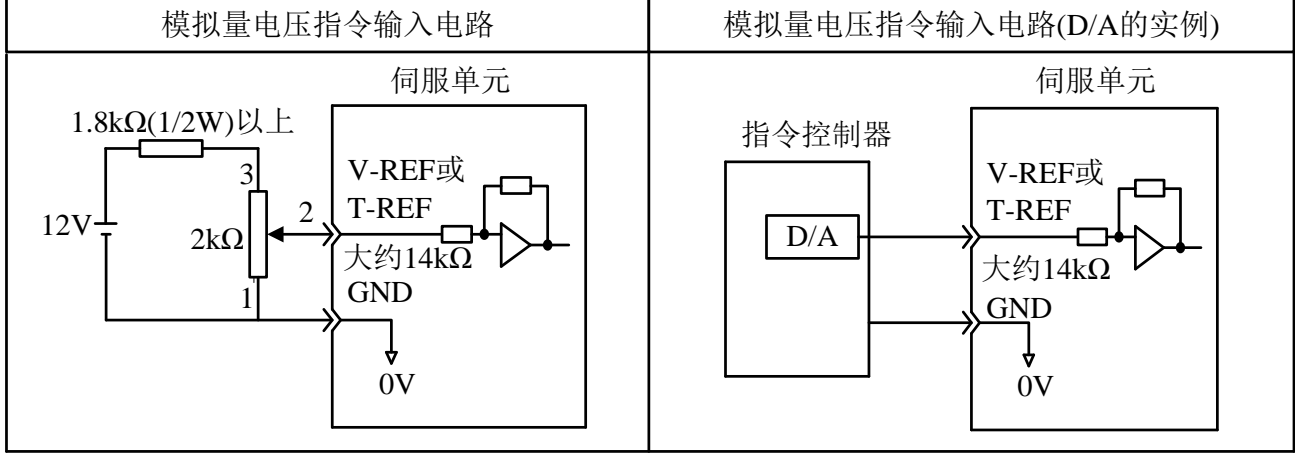 模拟量电压指令输入电路
伺服单元
1.8kΩ(1/2W)以上
3
V-REF或
T-REF
12V
2
2kΩ
大约14kΩ
1
GND
0V
模拟量电压指令输入电路(D/A的实例)
伺服单元
指令控制器
V-REF或
T-REF
D/A
大约14kΩ
GND
0V